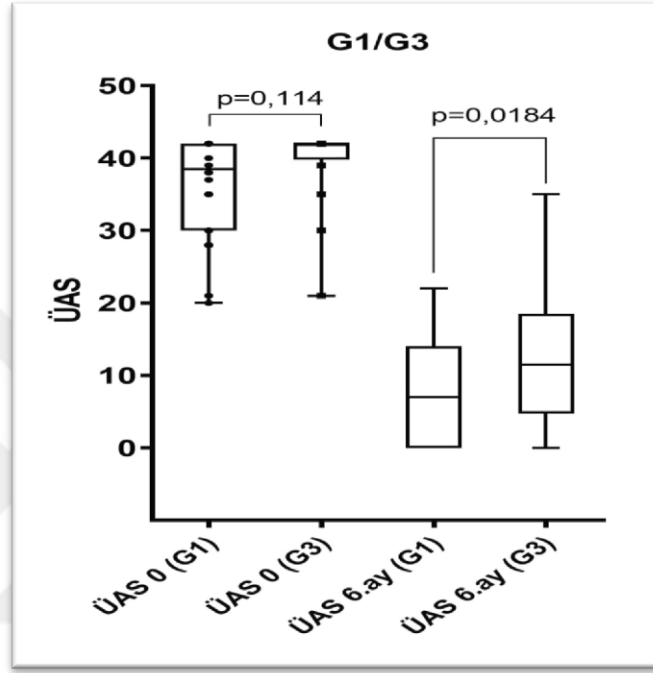 G1/G3
50
p=0,114
p=0,0184
40
30
ÜAS
20
10
0
ÜAS 0 (G1)
ÜAS 0 (G3)
ÜAS 6.ay (G1)
ÜAS 6.ay (G3)